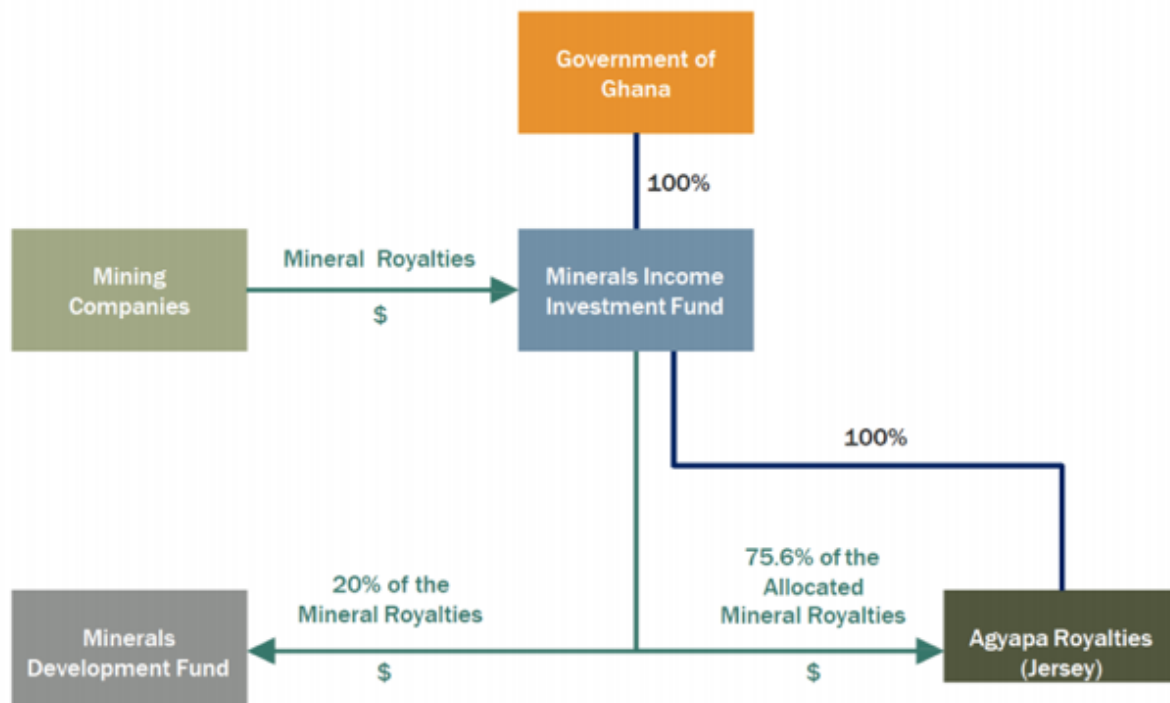 Government of
Ghana
100%
Mining
Companies
Mineral Royalties
$
Minerals Income
Investment Fund
100%
20% of the
Mineral Royalties
$
75.6% of the
Allocated
Mineral Royalties
$
Minerals
Development Fund
Agyapa Royalties
(Jersey)